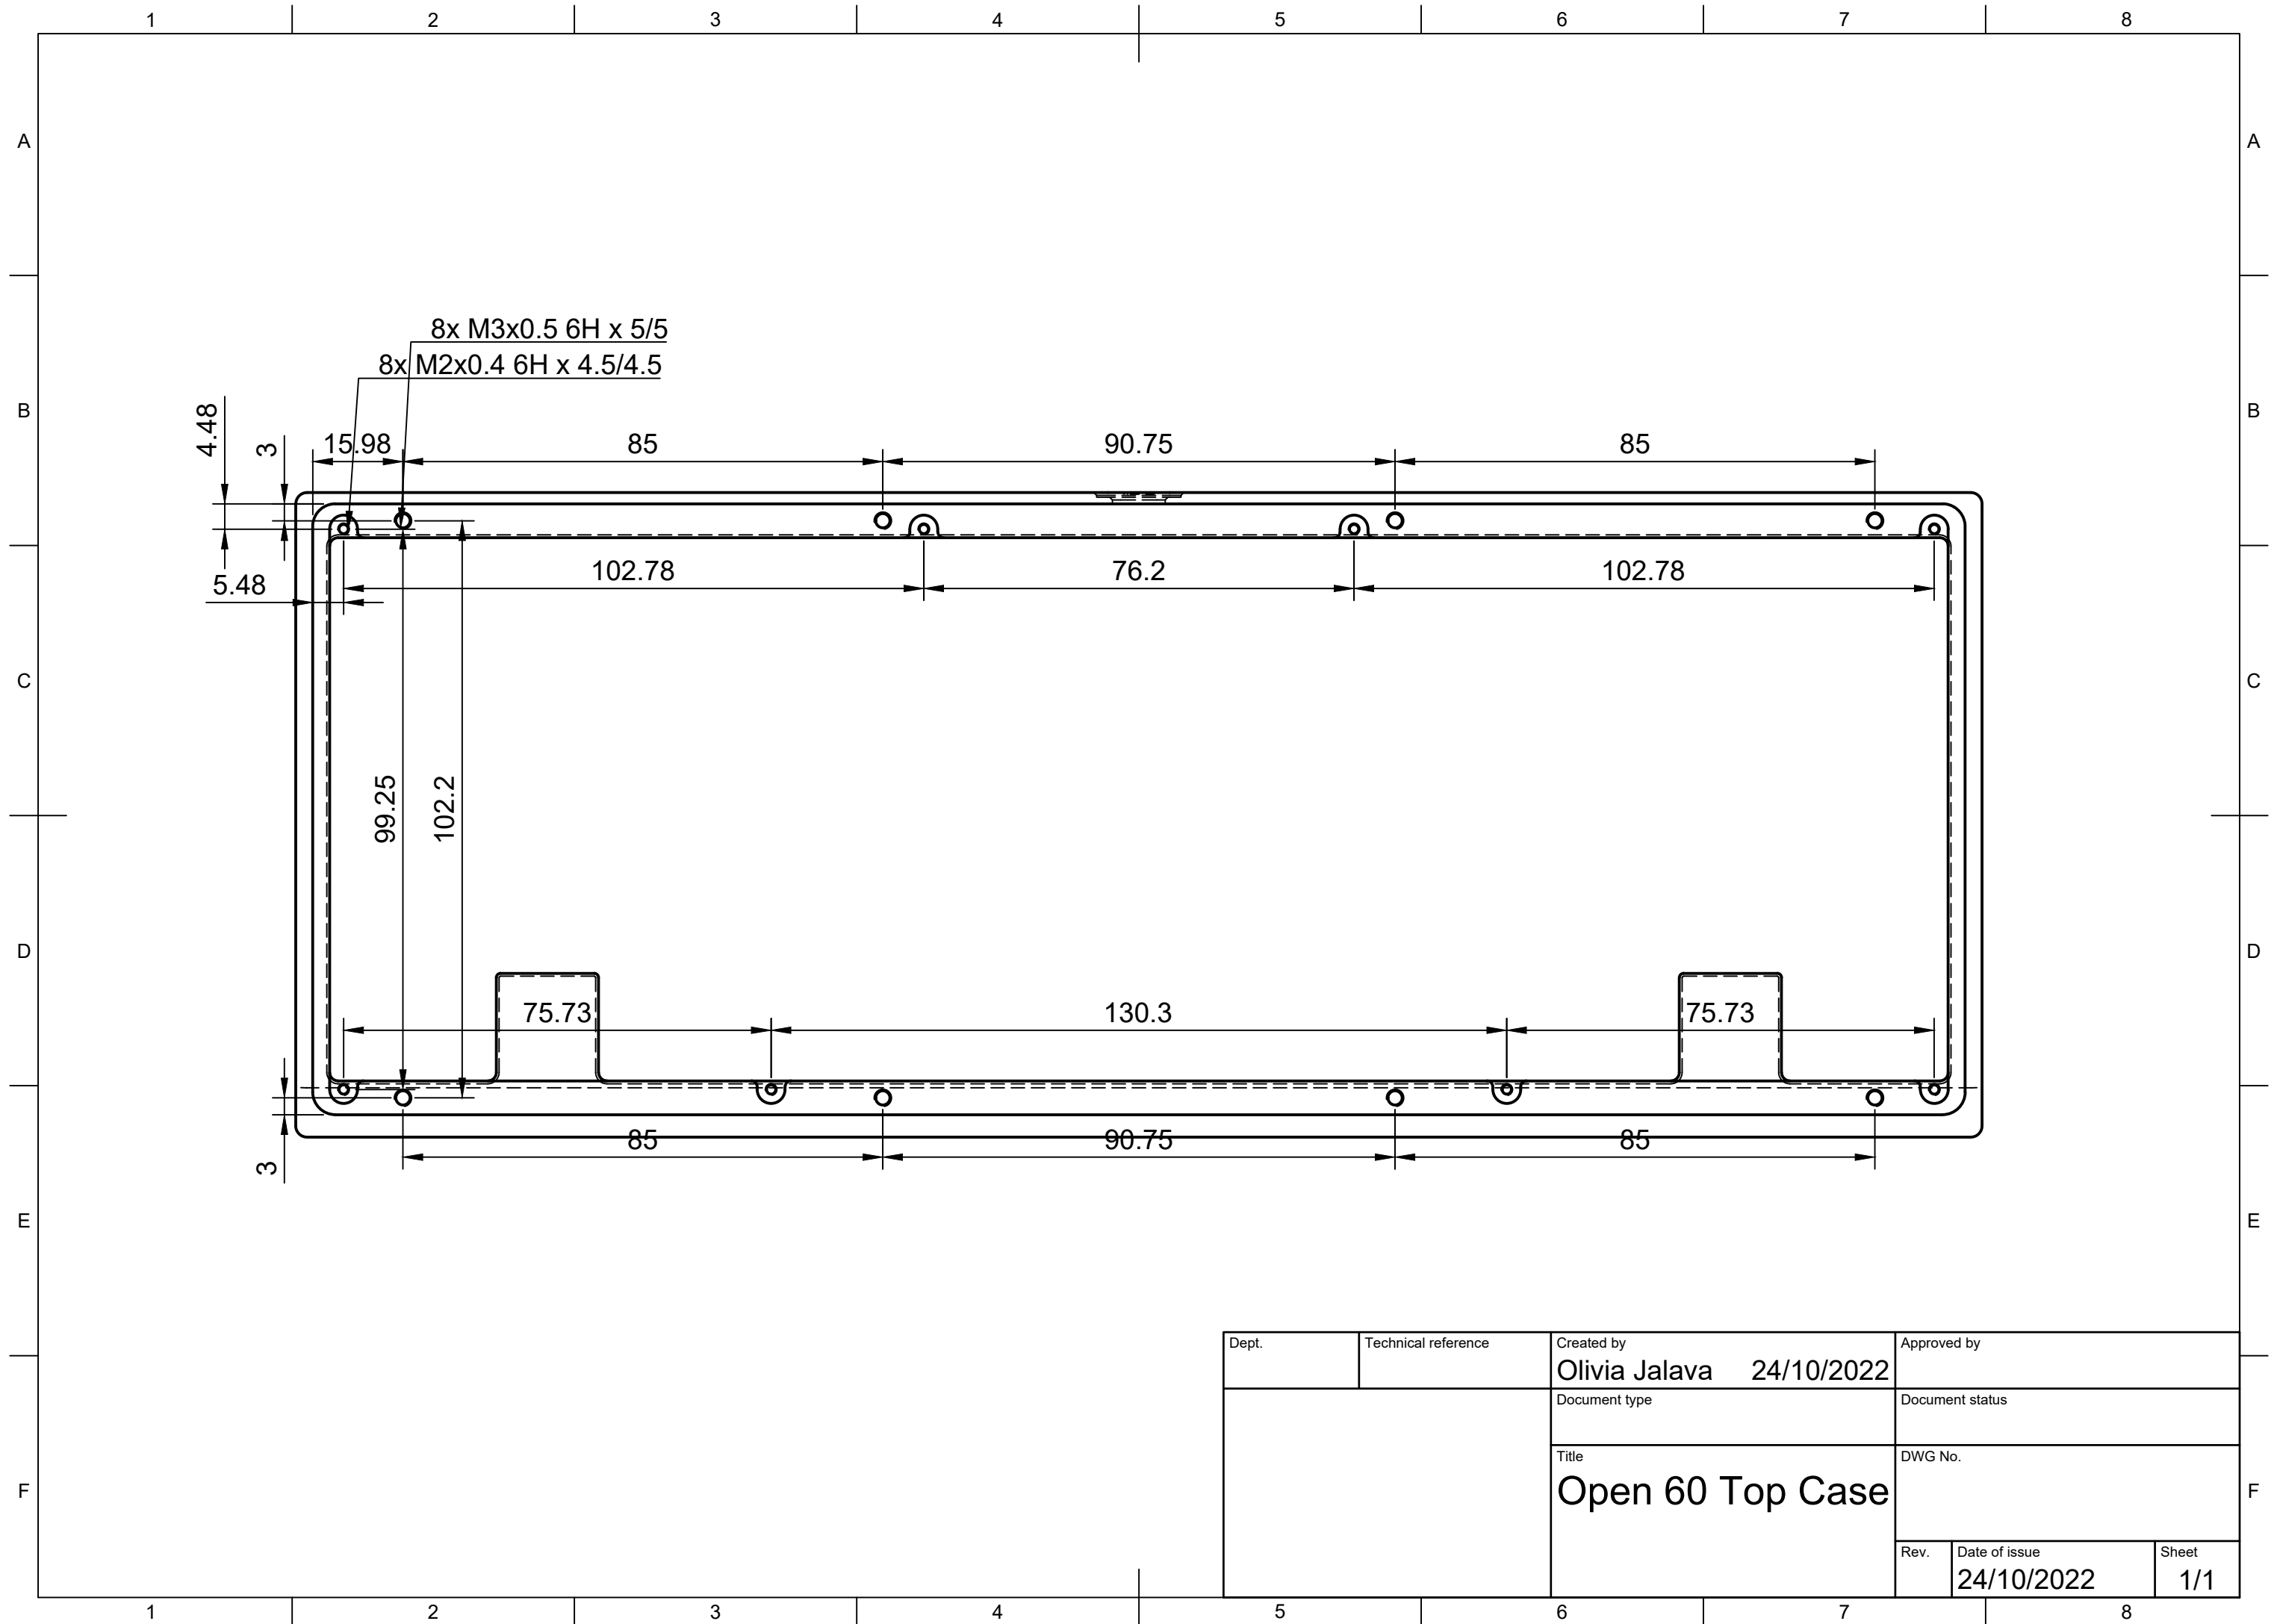 1 2 3 4 5 6 7 8
A A
8x M3x0.5 6H x 5/5
8x M2x0.4 6H x 4.5/4.5
B B
4.48 3 15.98 85 90.75 85
5.48 102.78 76.2 102.78
C C
99.25 102.2
D D
75.73 130.3 75.73
3 85 90.75 85
E E
Dept. Technical reference Created by Approved by
Olivia Jalava 24/10/2022
Document type Document status
Title DWG No.
Open 60 Top Case
F F
Rev. Date of issue Sheet
24/10/2022 1/1
1 2 3 4 5 6 7 8